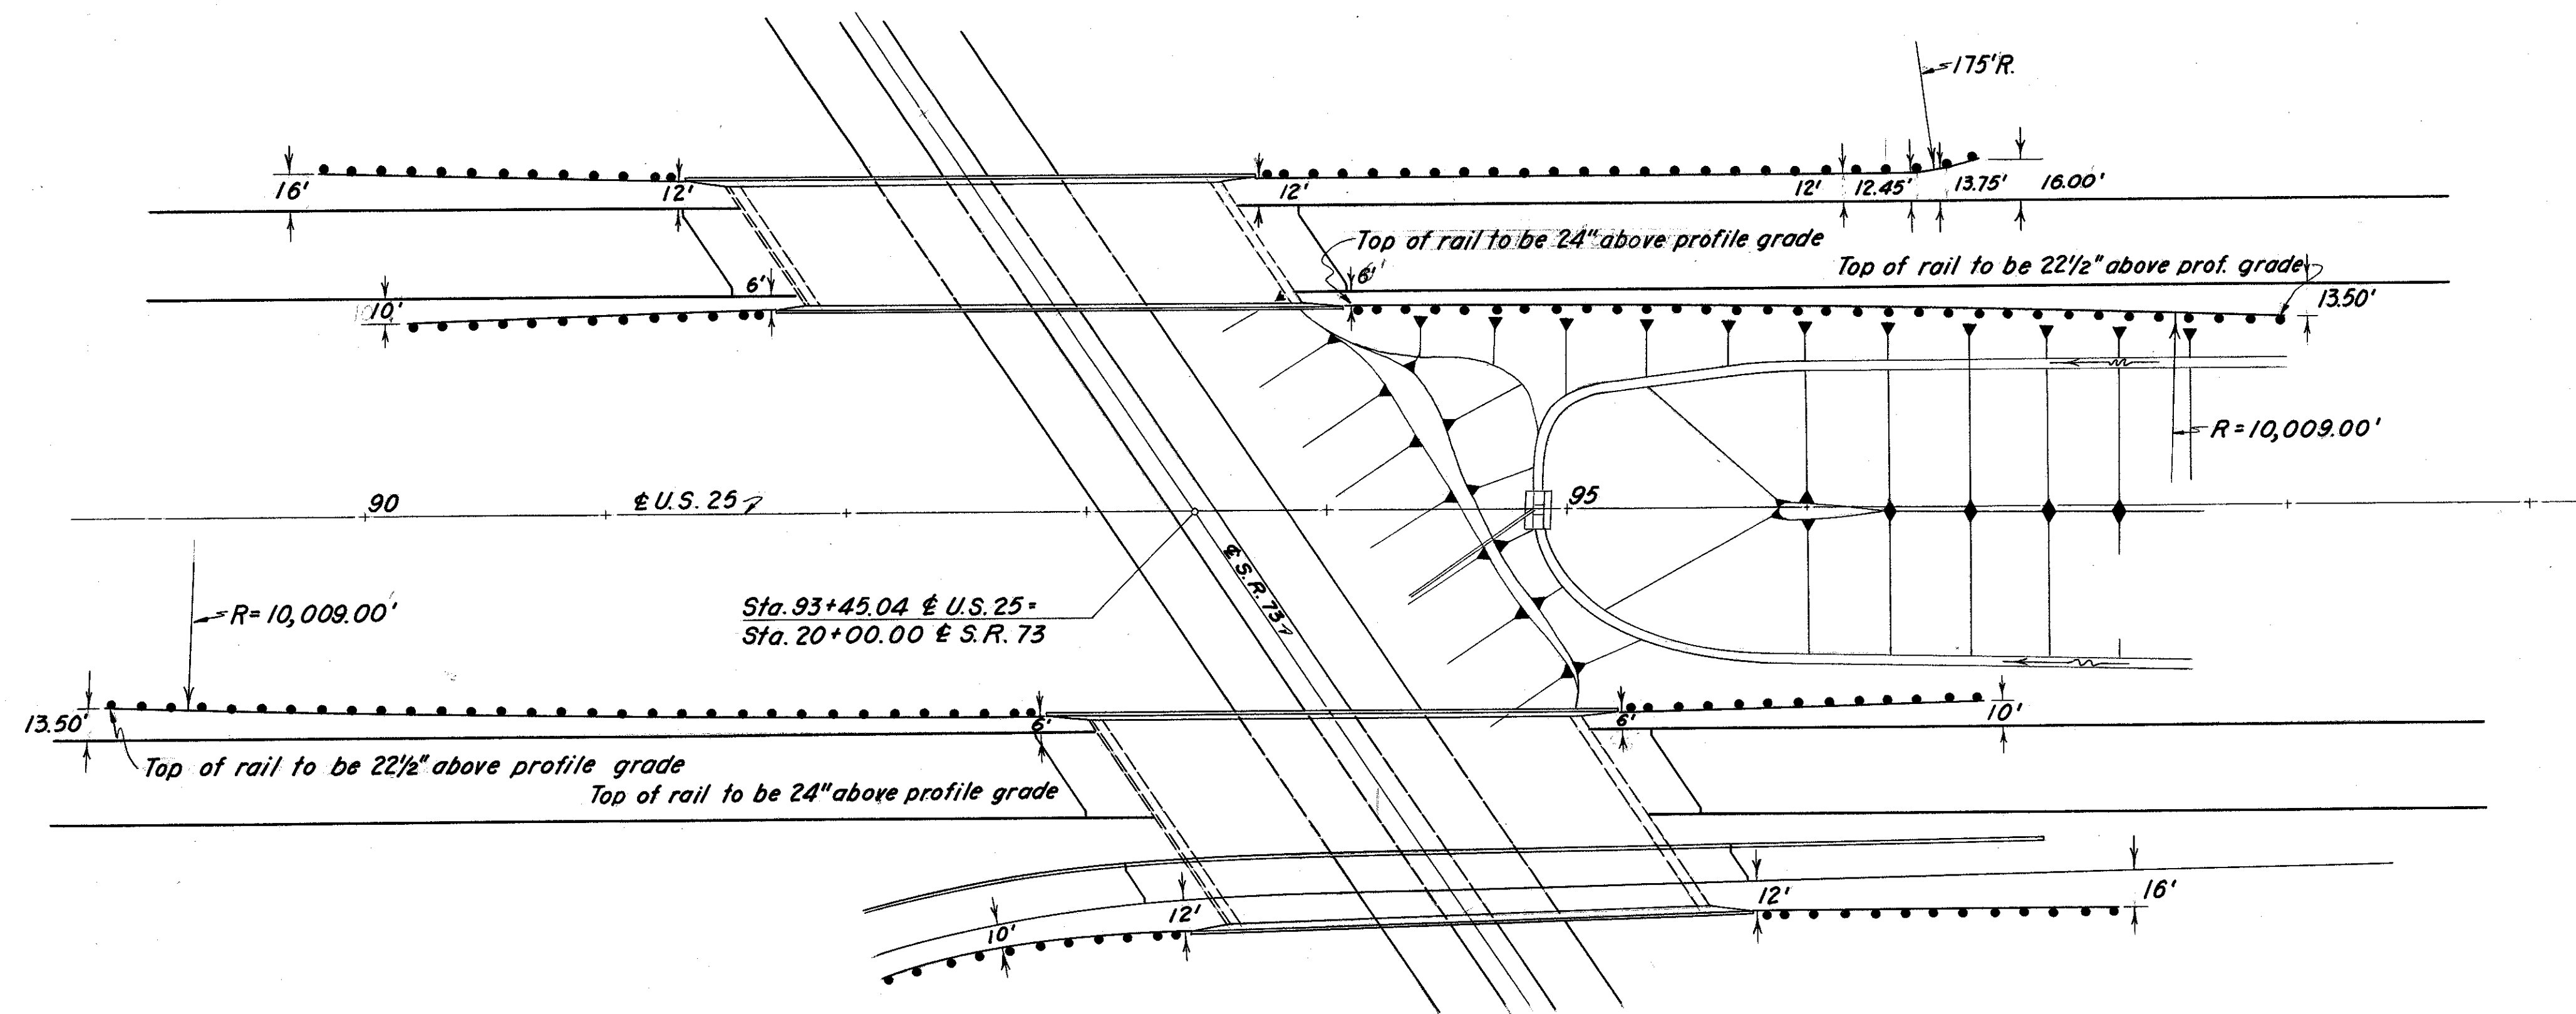 175'R.
16'
12'
12'
12'
12.45'
13.75'
16.00'
Top of rail to be 24" above profile grade
Top of rail to be 22 1/2" above prof. grade
6'
6'
10'
13.50'
R=10,009.00'
90
℄ U.S. 25
95
℄ S.R. 73
Sta. 93+45.04 ℄ U.S. 25 =
Sta. 20+00.00 ℄ S.R. 73
R=10,009.00'
13.50'
6'
6'
10'
Top of rail to be 22 1/2" above profile grade
Top of rail to be 24" above profile grade
12'
16'
12'
10'